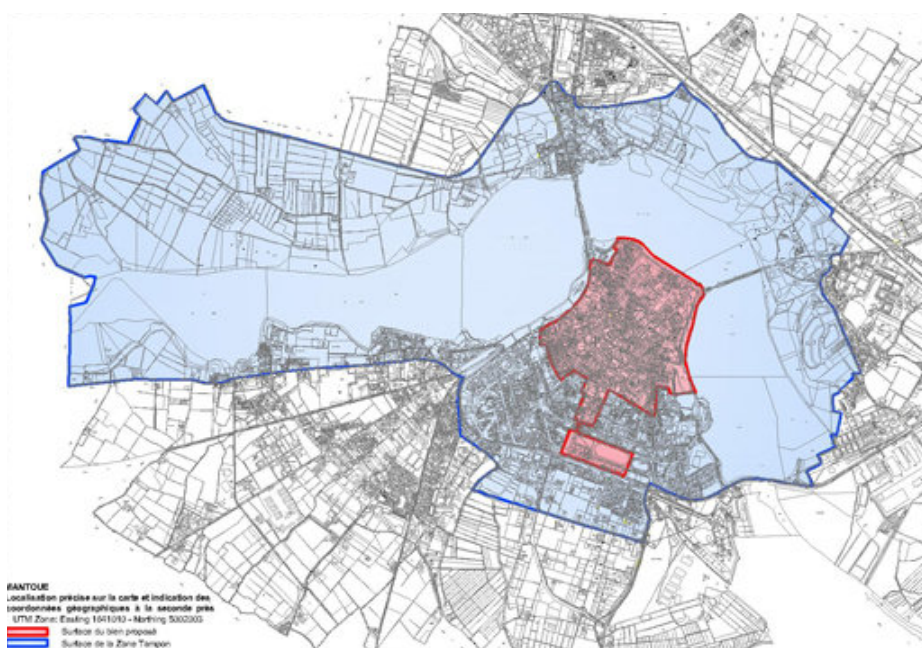 MANTOUE
Localisation précise sur la carte et indication des
coordonnées géographiques à la seconde près
UTM Zone: Easting 1641010 - Northing
Surface du bien proposé
Surface de la Zone Tampon